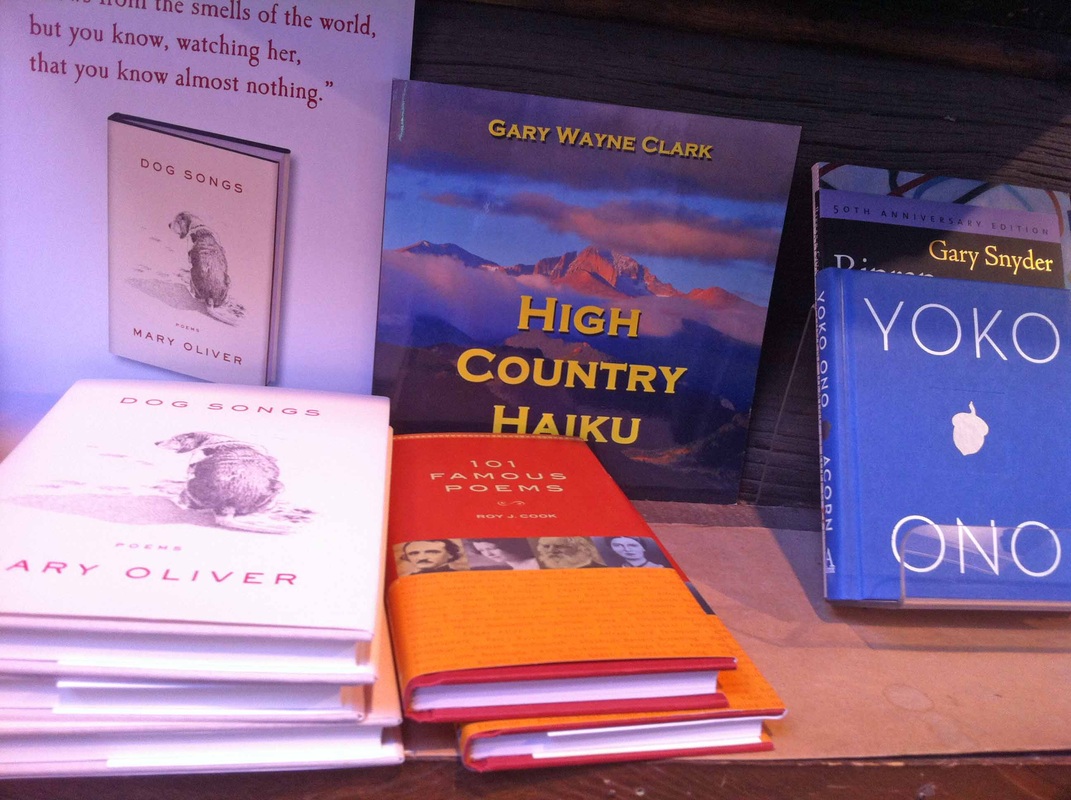 from the smells of the world,
but you know, watching her,
that you know almost nothing.”
DOG SONGS
POEMS
MARY OLIVER
DOG SONGS
POEMS
ARY OLIVER
GARY WAYNE CLARK
HIGH
COUNTRY
HAIKU
101
FAMOUS
POEMS
ROY J. COOK
50TH ANNIVERSARY EDITION
Gary Snyder
YOKO ONO ACORN
YOKO
ONO